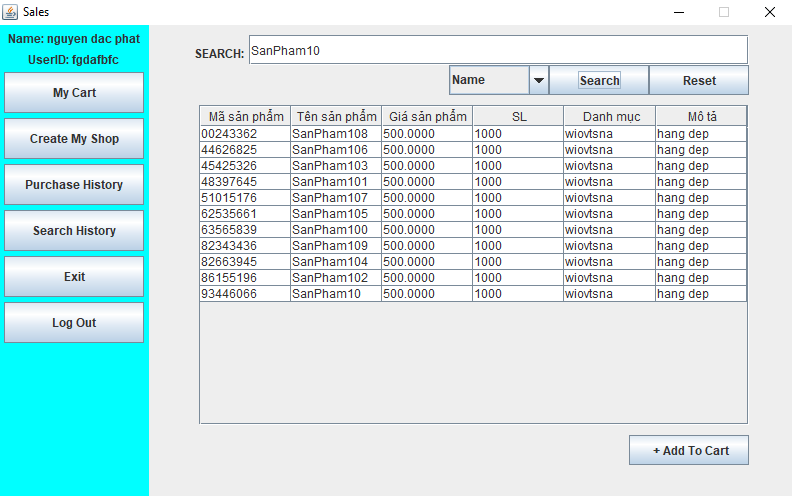 Sales
Name: nguyen dac phat
UserID: fgdafbfc
My Cart
Create My Shop
Purchase History
Search History
Exit
Log Out
SEARCH: SanPham10
Name Search Reset
Mã sản phẩm Tên sản phẩm Giá sản phẩm SL Danh mục Mô tả
00243362 SanPham108 500.0000 1000 wiovtsna hang dep
44626825 SanPham106 500.0000 1000 wiovtsna hang dep
45425326 SanPham103 500.0000 1000 wiovtsna hang dep
48397645 SanPham101 500.0000 1000 wiovtsna hang dep
51015176 SanPham107 500.0000 1000 wiovtsna hang dep
62535661 SanPham105 500.0000 1000 wiovtsna hang dep
63565839 SanPham100 500.0000 1000 wiovtsna hang dep
82343436 SanPham109 500.0000 1000 wiovtsna hang dep
82663945 SanPham104 500.0000 1000 wiovtsna hang dep
86155196 SanPham102 500.0000 1000 wiovtsna hang dep
93446066 SanPham10 500.0000 1000 wiovtsna hang dep
+ Add To Cart